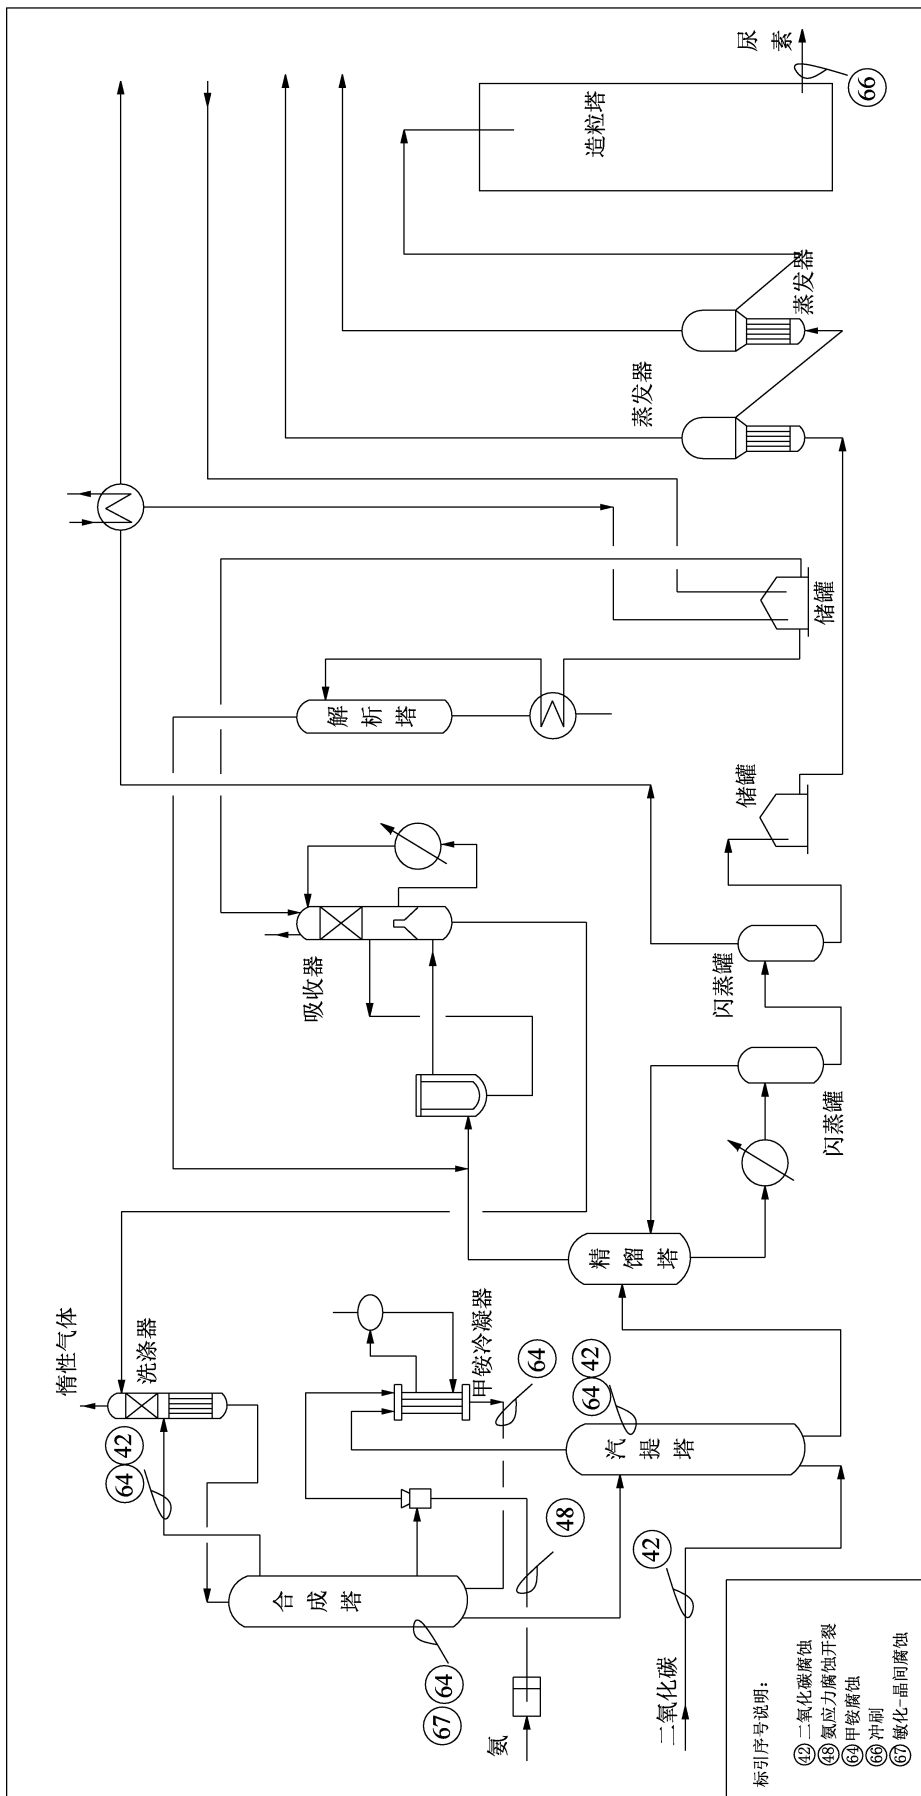 惰性气体
洗涤器
64 42
合成塔
67 64
氨
48
甲铵冷凝器
64
64 42
汽提塔
42
二氧化碳
精馏塔
吸收器
解析塔
闪蒸罐
闪蒸罐
储罐
储罐
蒸发器
蒸发器
造粒塔
尿素
66
标引序号说明：
42 二氧化碳腐蚀
48 氨应力腐蚀开裂
64 甲铵腐蚀
66 冲刷
67 敏化-晶间腐蚀